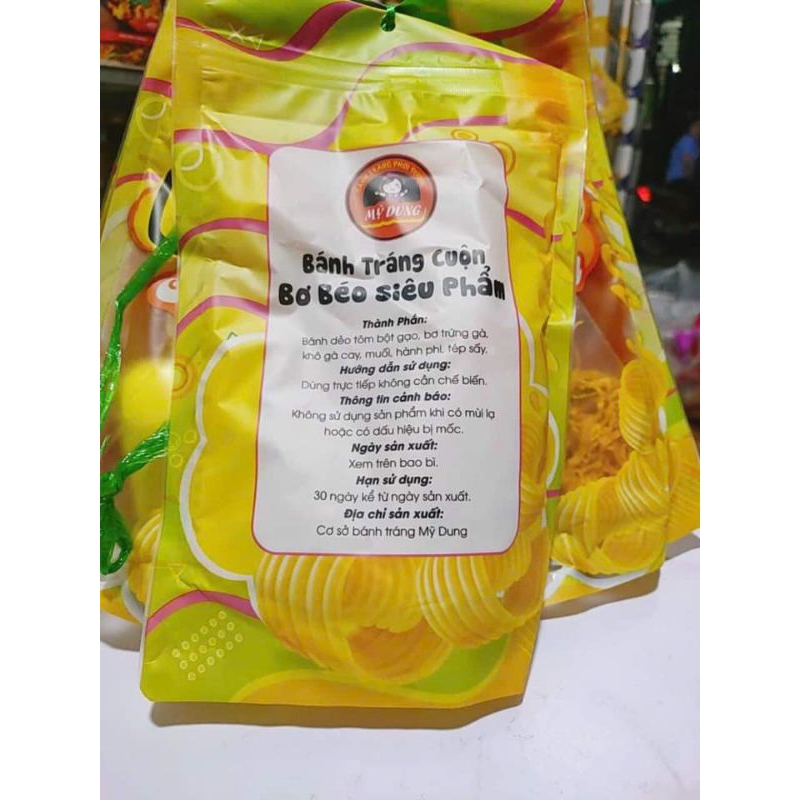 BÁNH TRÁNG PHƠI SƯƠNG
MỸ DUNG
Bánh Tráng Cuộn
Bơ Béo Siêu Phẩm
Thành Phần:
Bánh dẻo tôm bột gạo, bơ trứng gà,
khô gà cay, muối, hành phi, tép sấy.
Hướng dẫn sử dụng:
Dùng trực tiếp không cần chế biến.
Thông tin cảnh báo:
Không sử dụng sản phẩm khi có mùi lạ
hoặc có dấu hiệu bị mốc.
Ngày sản xuất:
Xem trên bao bì.
Hạn sử dụng:
30 ngày kể từ ngày sản xuất.
Địa chỉ sản xuất:
Cơ sở bánh tráng Mỹ Dung